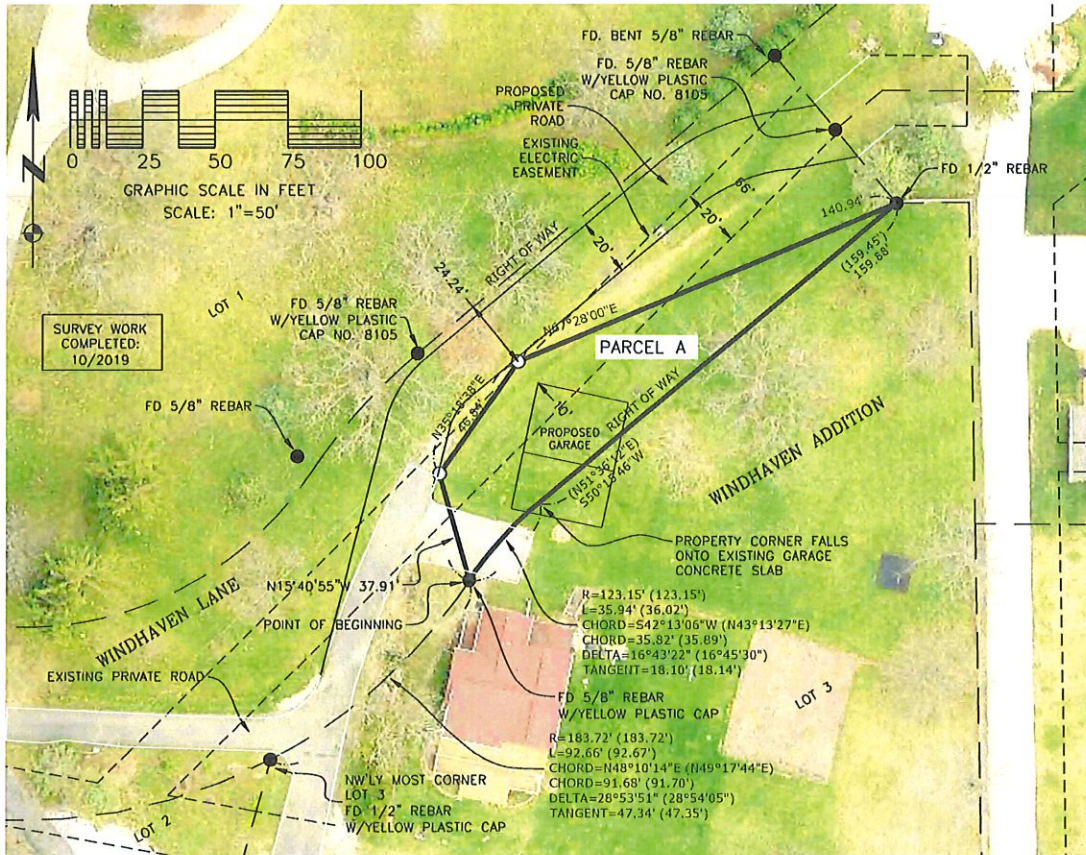 FD. BENT 5/8" REBAR
FD. 5/8" REBAR
W/YELLOW PLASTIC
CAP NO. 8105
PROPOSED
PRIVATE
ROAD
EXISTING
ELECTRIC
EASEMENT
N
0 25 50 75 100
GRAPHIC SCALE IN FEET
SCALE: 1"=50'
FD 1/2" REBAR
66'
20'
20'
140.94'
(159.45')
159.68'
RIGHT OF WAY
24.24'
LOT 1
SURVEY WORK
COMPLETED:
10/2019
FD 5/8" REBAR
W/YELLOW PLASTIC
CAP NO. 8105
N67°28'00"E
PARCEL A
FD 5/8" REBAR
N35°18'38"E
46.84'
10'
PROPOSED
GARAGE
RIGHT OF WAY
(N51°36'12"E)
S50°15'46"W
WINDHAVEN ADDITION
PROPERTY CORNER FALLS
ONTO EXISTING GARAGE
CONCRETE SLAB
N15°40'55"W 37.91'
POINT OF BEGINNING
WINDHAVEN LANE
EXISTING PRIVATE ROAD
R=123.15' (123.15')
L=35.94' (36.02')
CHORD=S42°13'06"W (N43°13'27"E)
CHORD=35.82' (35.89')
DELTA=16°43'22" (16°45'30")
TANGENT=18.10' (18.14')
FD 5/8" REBAR
W/YELLOW PLASTIC CAP
LOT 3
R=183.72' (183.72')
L=92.66' (92.67')
CHORD=N48°10'14"E (N49°17'44"E)
CHORD=91.68' (91.70')
DELTA=28°53'51" (28°54'05")
TANGENT=47.34' (47.35')
NW'LY MOST CORNER
LOT 3
FD 1/2" REBAR
W/YELLOW PLASTIC CAP
LOT 2